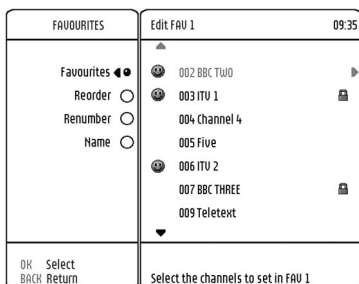 FAVOURITES
Favourites
Reorder
Renumber
Name
OK Select
BACK Return
Edit FAV 1 09:35
002 BBC TWO
003 ITV 1
004 Channel 4
005 Five
006 ITV 2
007 BBC THREE
009 Teletext
Select the channels to set in FAV 1